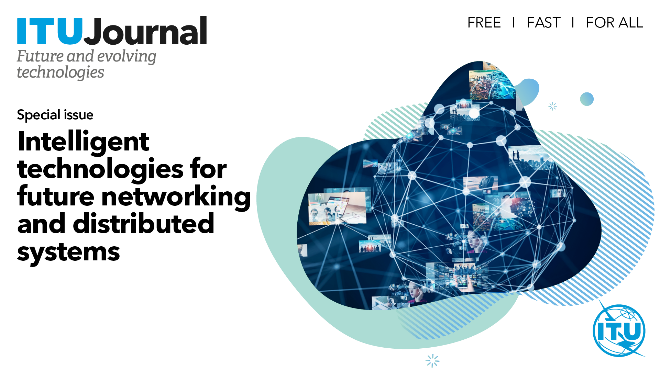 ITUJournal
Future and evolving
technologies
FREE | FAST | FOR ALL
Special issue
Intelligent
technologies for
future networking
and distributed
systems
ITU